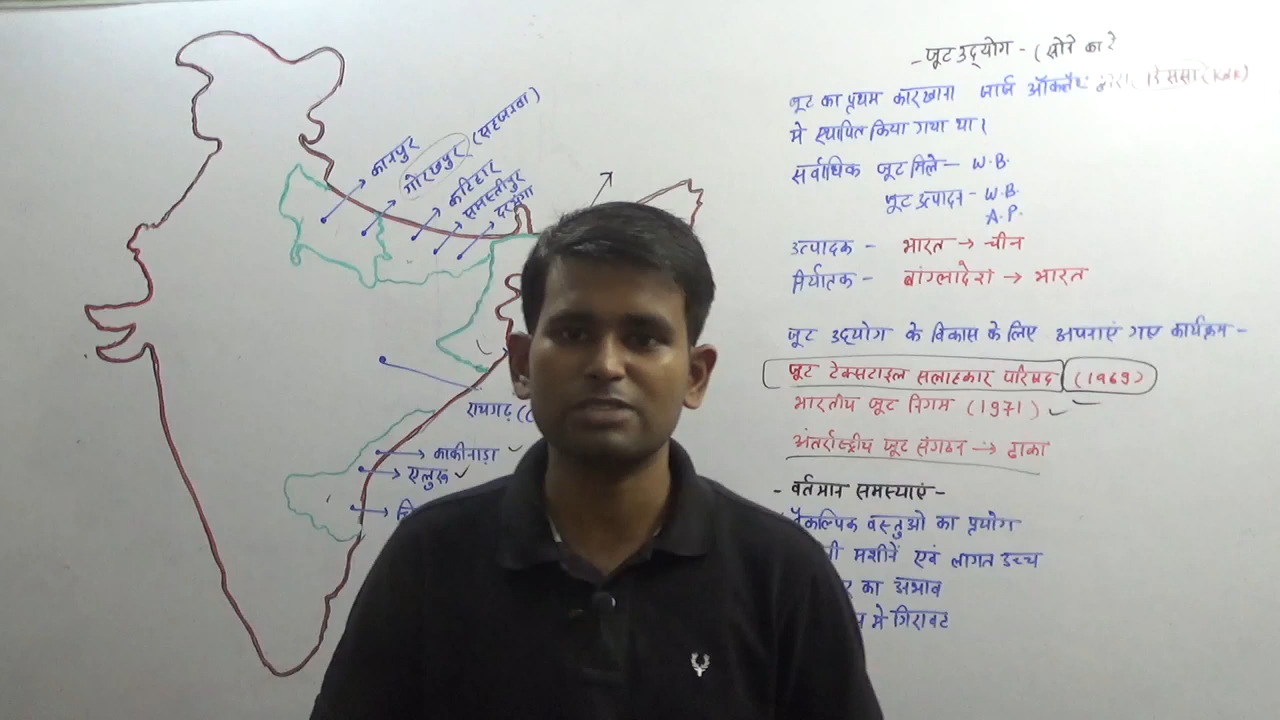 कानपुर
गोरखपुर (सहजनवा)
कटिहार
समस्तीपुर
दरभंगा
रायगढ़
काकीनाड़ा
एलुरू
- जूट उद्योग - (सोने का रे
जूट का प्रथम कारखाना जार्ज ऑकलैंड द्वारा
मे स्थापित किया गया था।
सर्वाधिक जूट मिले - W.B.
जूट उत्पादन - W.B.
A.P.
उत्पादक - भारत → चीन
निर्यातक - बांग्लादेश → भारत
जूट उद्योग के विकास के लिए अपनाएं गए कार्यक्रम -
जूट टेक्सटाइल सलाहकार परिषद (1969)
भारतीय जूट निगम (1971)
अंतर्राष्ट्रीय जूट संगठन → ढाका
- वर्तमान समस्याएं -
वैकल्पिक वस्तुओ का प्रयोग
नी मशीनें एवं लागत उच्च
र का अभाव
न मे गिरावट